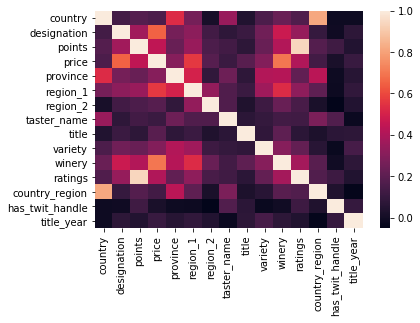 country
designation
points
price
province
region_1
region_2
taster_name
title
variety
winery
ratings
country_region
has_twit_handle
title_year
country
designation
points
price
province
region_1
region_2
taster_name
title
variety
winery
ratings
country_region
has_twit_handle
title_year
1.0
0.8
0.6
0.4
0.2
0.0